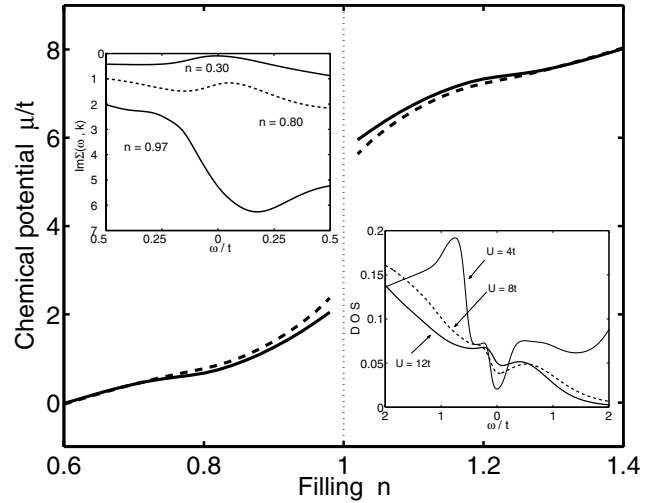 8
6
4
2
0
Chemical potential μ/t
0.6
0.8
1
1.2
1.4
Filling n
0
1
2
3
4
5
6
7
ImΣ(ω, k)
n = 0.30
n = 0.80
n = 0.97
0.5
0.25
0
0.25
0.5
ω / t
0.2
0.15
0.1
0.05
0
D O S
U = 4t
U = 8t
U = 12t
2
1
0
1
2
ω / t